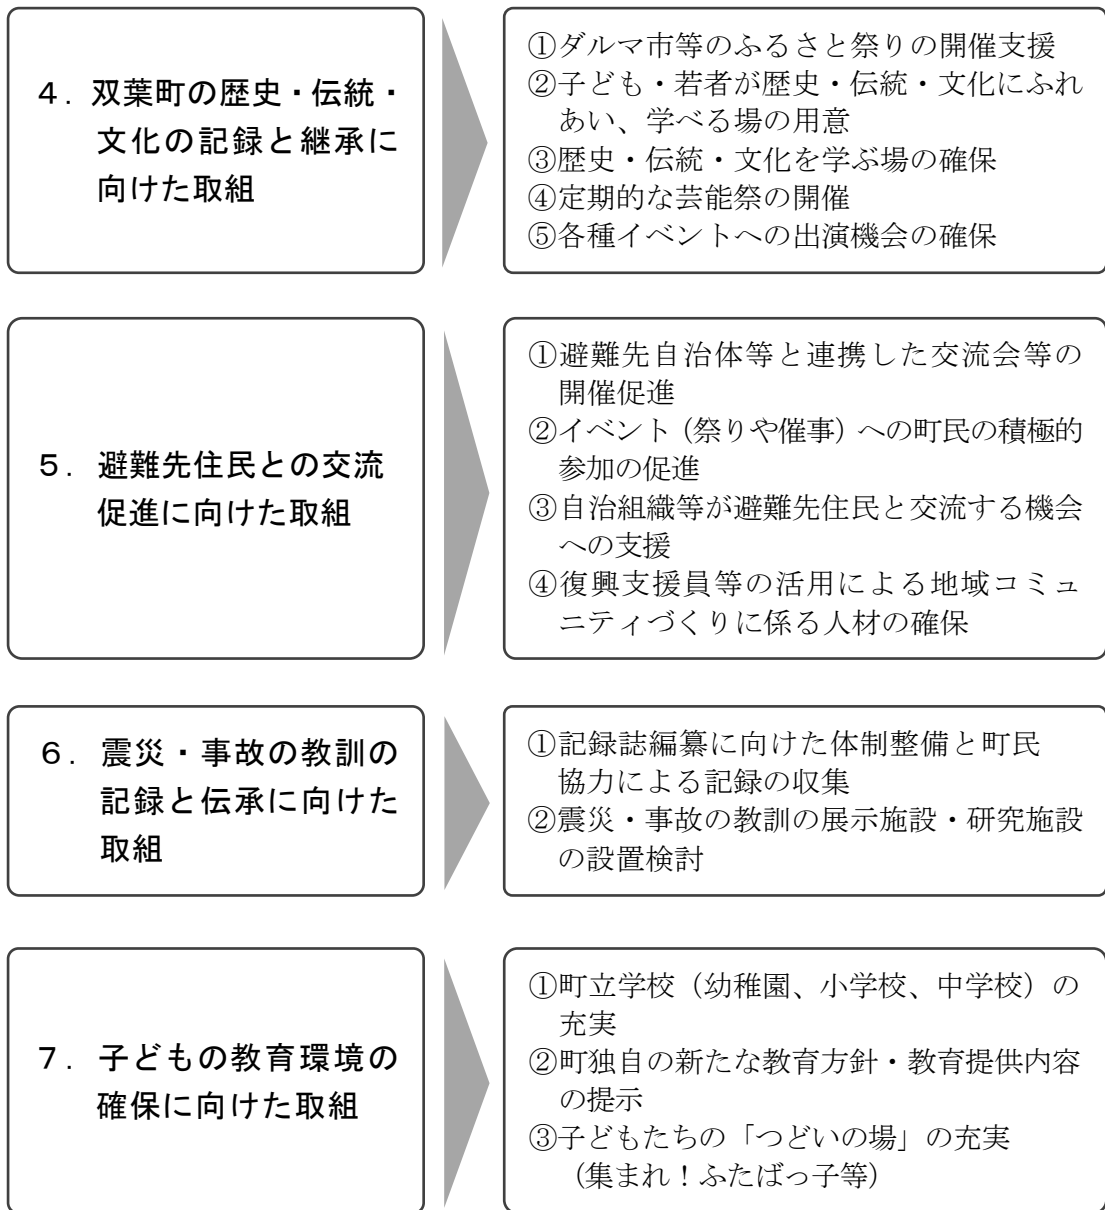 ４．双葉町の歴史・伝統・
文化の記録と継承に
向けた取組
①ダルマ市等のふるさと祭りの開催支援
②子ども・若者が歴史・伝統・文化にふれ
あい、学べる場の用意
③歴史・伝統・文化を学ぶ場の確保
④定期的な芸能祭の開催
⑤各種イベントへの出演機会の確保
５．避難先住民との交流
促進に向けた取組
①避難先自治体等と連携した交流会等の
開催促進
②イベント（祭りや催事）への町民の積極的
参加の促進
③自治組織等が避難先住民と交流する機会
への支援
④復興支援員等の活用による地域コミュ
ニティづくりに係る人材の確保
６．震災・事故の教訓の
記録と伝承に向けた
取組
①記録誌編纂に向けた体制整備と町民
協力による記録の収集
②震災・事故の教訓の展示施設・研究施設
の設置検討
７．子どもの教育環境の
確保に向けた取組
①町立学校（幼稚園、小学校、中学校）の
充実
②町独自の新たな教育方針・教育提供内容
の提示
③子どもたちの「つどいの場」の充実
（集まれ！ふたばっ子等）